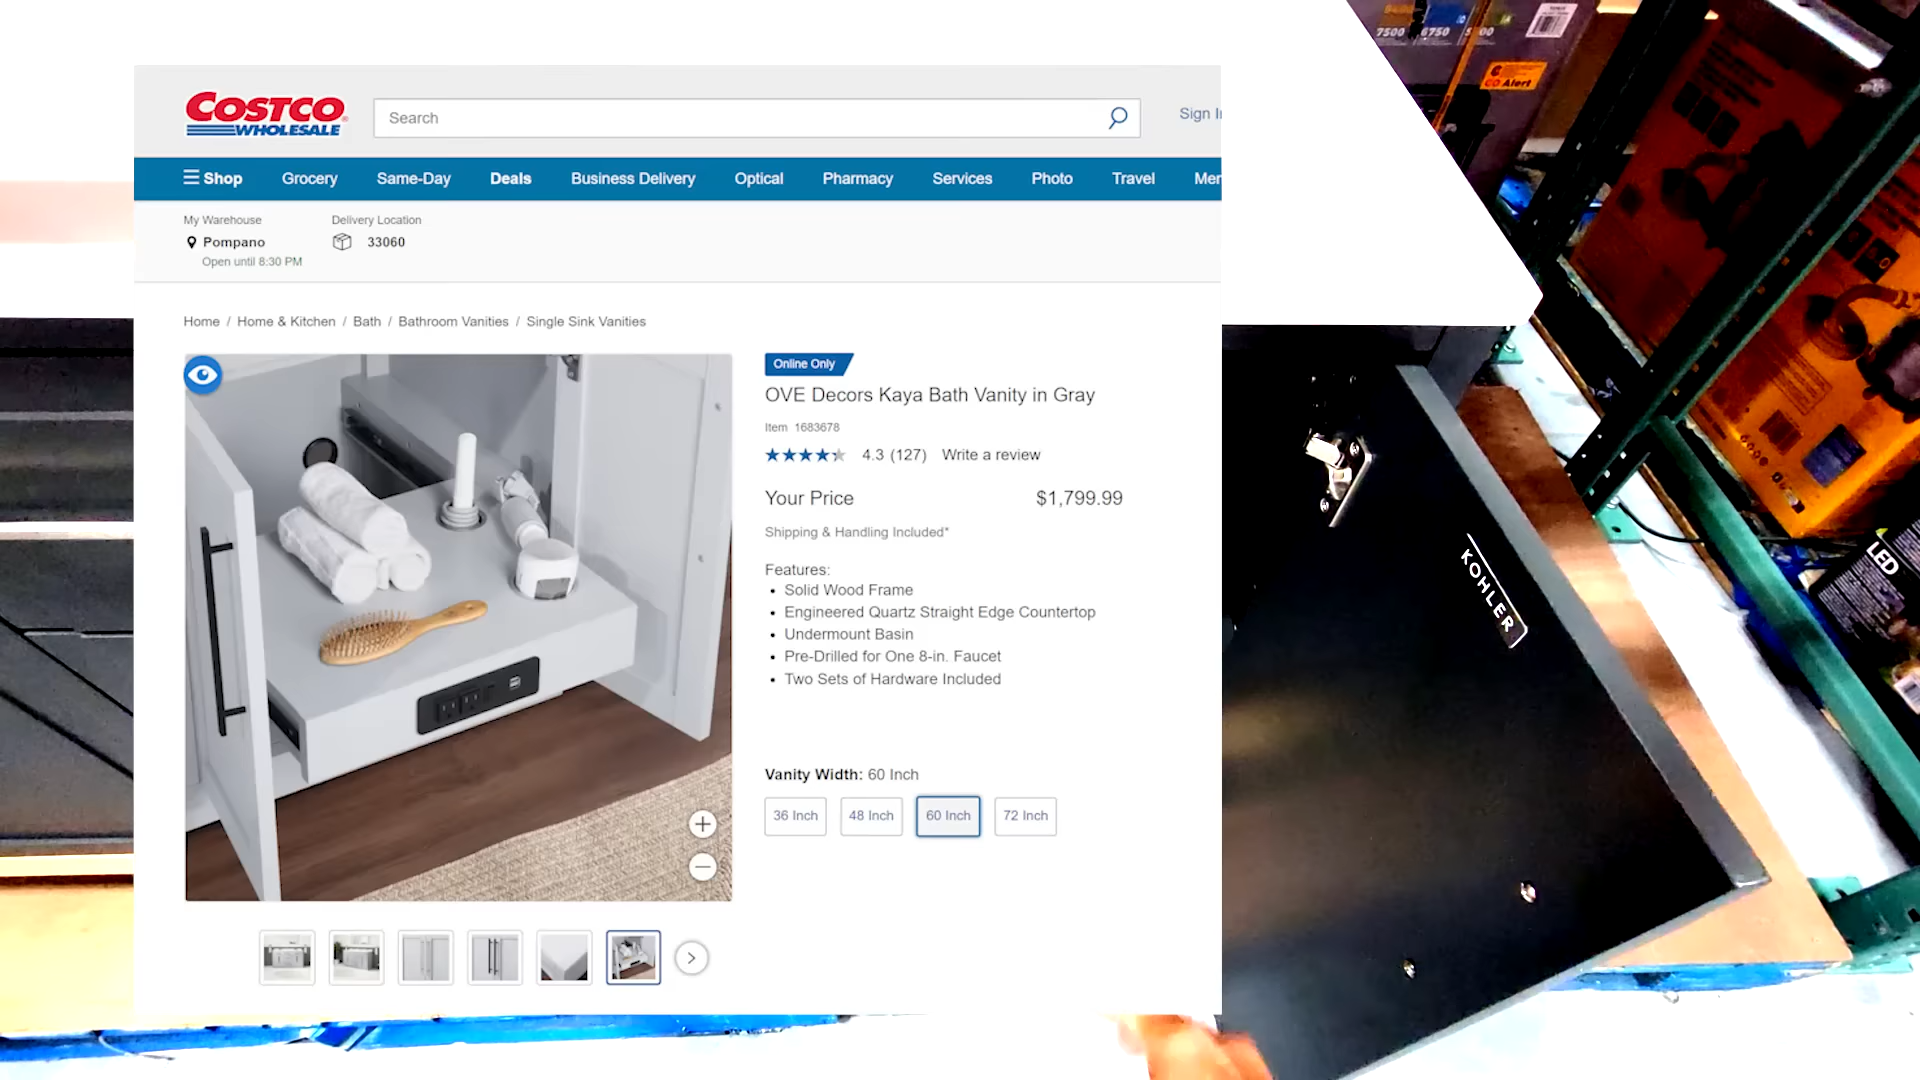 COSTCO
WHOLESALE
Search
Sign I
Shop Grocery Same-Day Deals Business Delivery Optical Pharmacy Services Photo Travel Mer
My Warehouse Delivery Location
Pompano 33060
Open until 8:30 PM
Home / Home & Kitchen / Bath / Bathroom Vanities / Single Sink Vanities
Online Only
OVE Decors Kaya Bath Vanity in Gray
Item 1683678
4.3 (127) Write a review
Your Price $1,799.99
Shipping & Handling Included*
Features:
Solid Wood Frame
Engineered Quartz Straight Edge Countertop
Undermount Basin
Pre-Drilled for One 8-in. Faucet
Two Sets of Hardware Included
Vanity Width: 60 Inch
36 Inch 48 Inch 60 Inch 72 Inch
7500 6750
CO Alert
KOHLER
LED